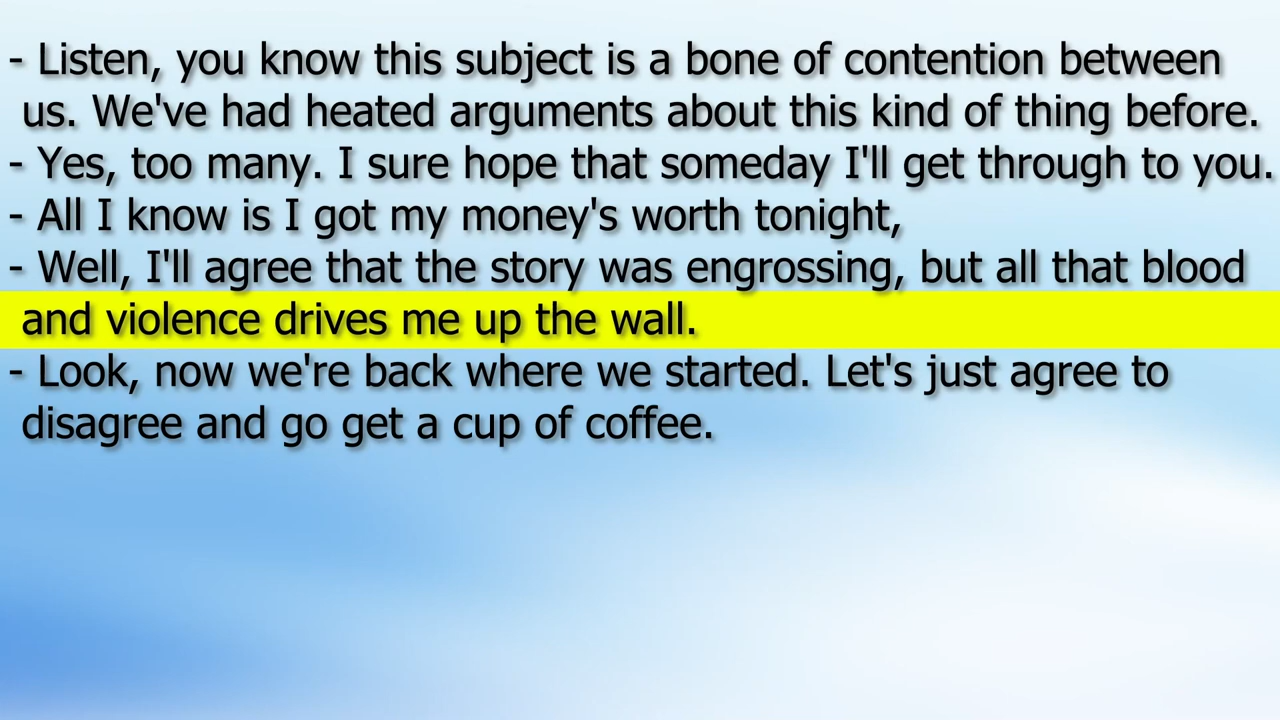 - Listen, you know this subject is a bone of contention between
us. We've had heated arguments about this kind of thing before.
- Yes, too many. I sure hope that someday I'll get through to you.
- All I know is I got my money's worth tonight,
- Well, I'll agree that the story was engrossing, but all that blood
and violence drives me up the wall.
- Look, now we're back where we started. Let's just agree to
disagree and go get a cup of coffee.